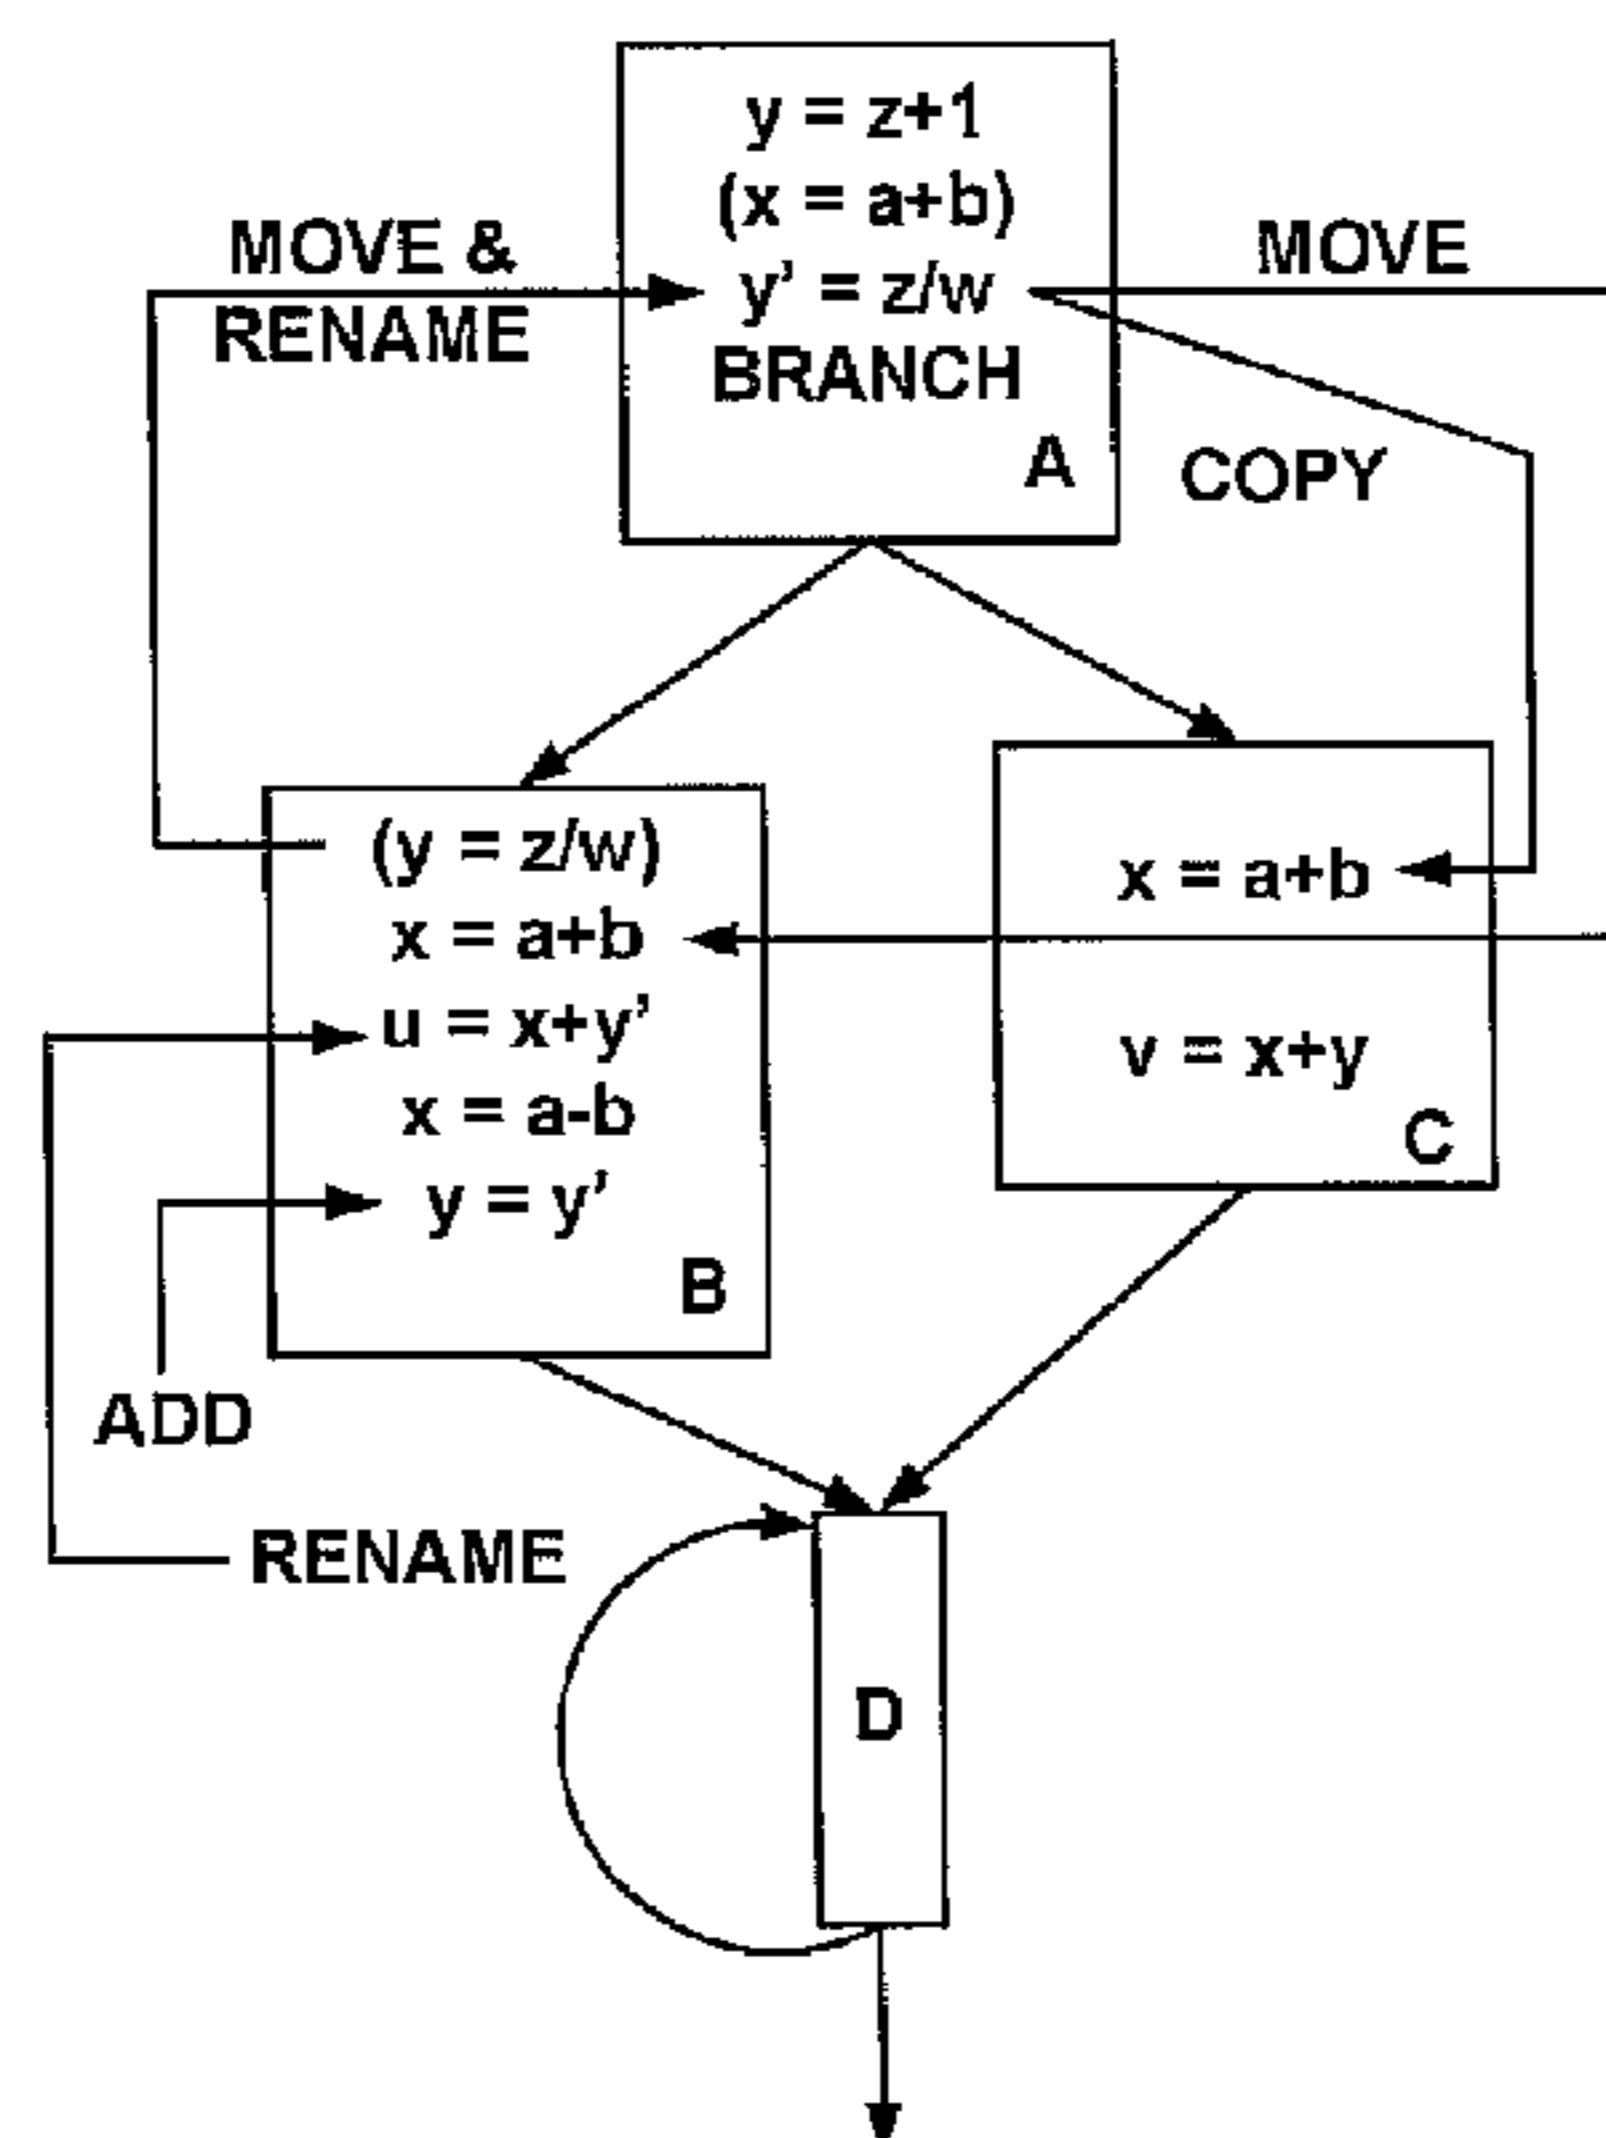 y = z+1
(x = a+b)
y' = z/w
BRANCH
A
MOVE &
RENAME
MOVE
COPY
(y = z/w)
x = a+b
u = x+y'
x = a-b
y = y'
B
x = a+b
v = x+y
C
ADD
RENAME
D